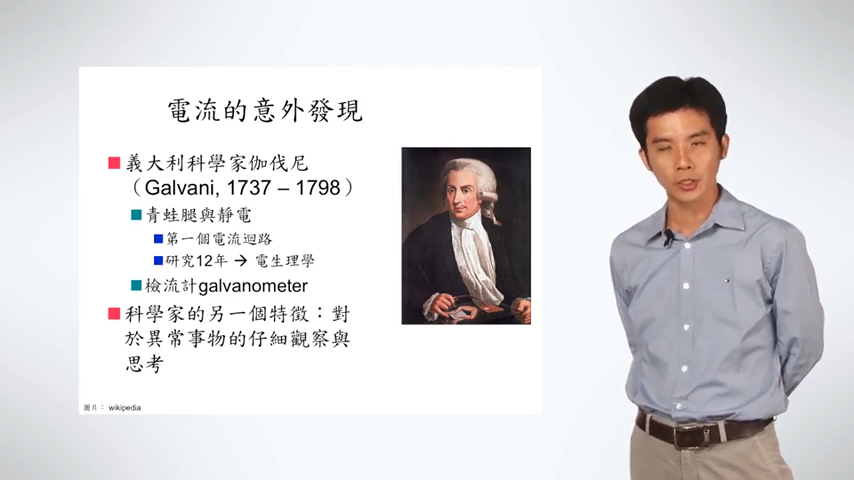 電流的意外發現
義大利科學家伽伐尼
（Galvani, 1737 – 1798）
青蛙腿與靜電
第一個電流迴路
研究12年 → 電生理學
檢流計galvanometer
科學家的另一個特徵：對
於異常事物的仔細觀察與
思考
圖片： wikipedia